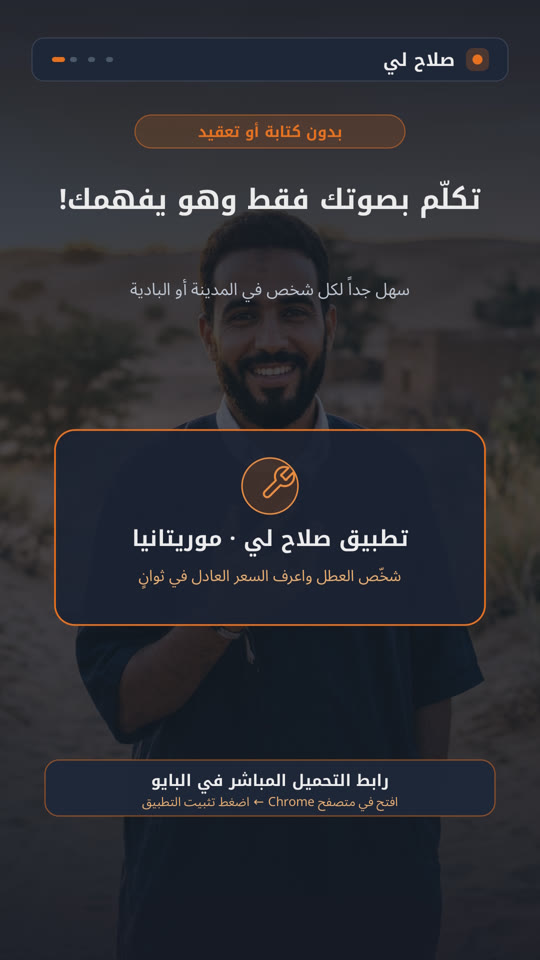 صلاح لي
بدون كتابة أو تعقيد
تكلّم بصوتك فقط وهو يفهمك!
سهل جداً لكل شخص في المدينة أو البادية
تطبيق صلاح لي · موريتانيا
شخّص العطل واعرف السعر العادل في ثوانٍ
رابط التحميل المباشر في البايو
افتح في متصفح Chrome ← اضغط تثبيت التطبيق